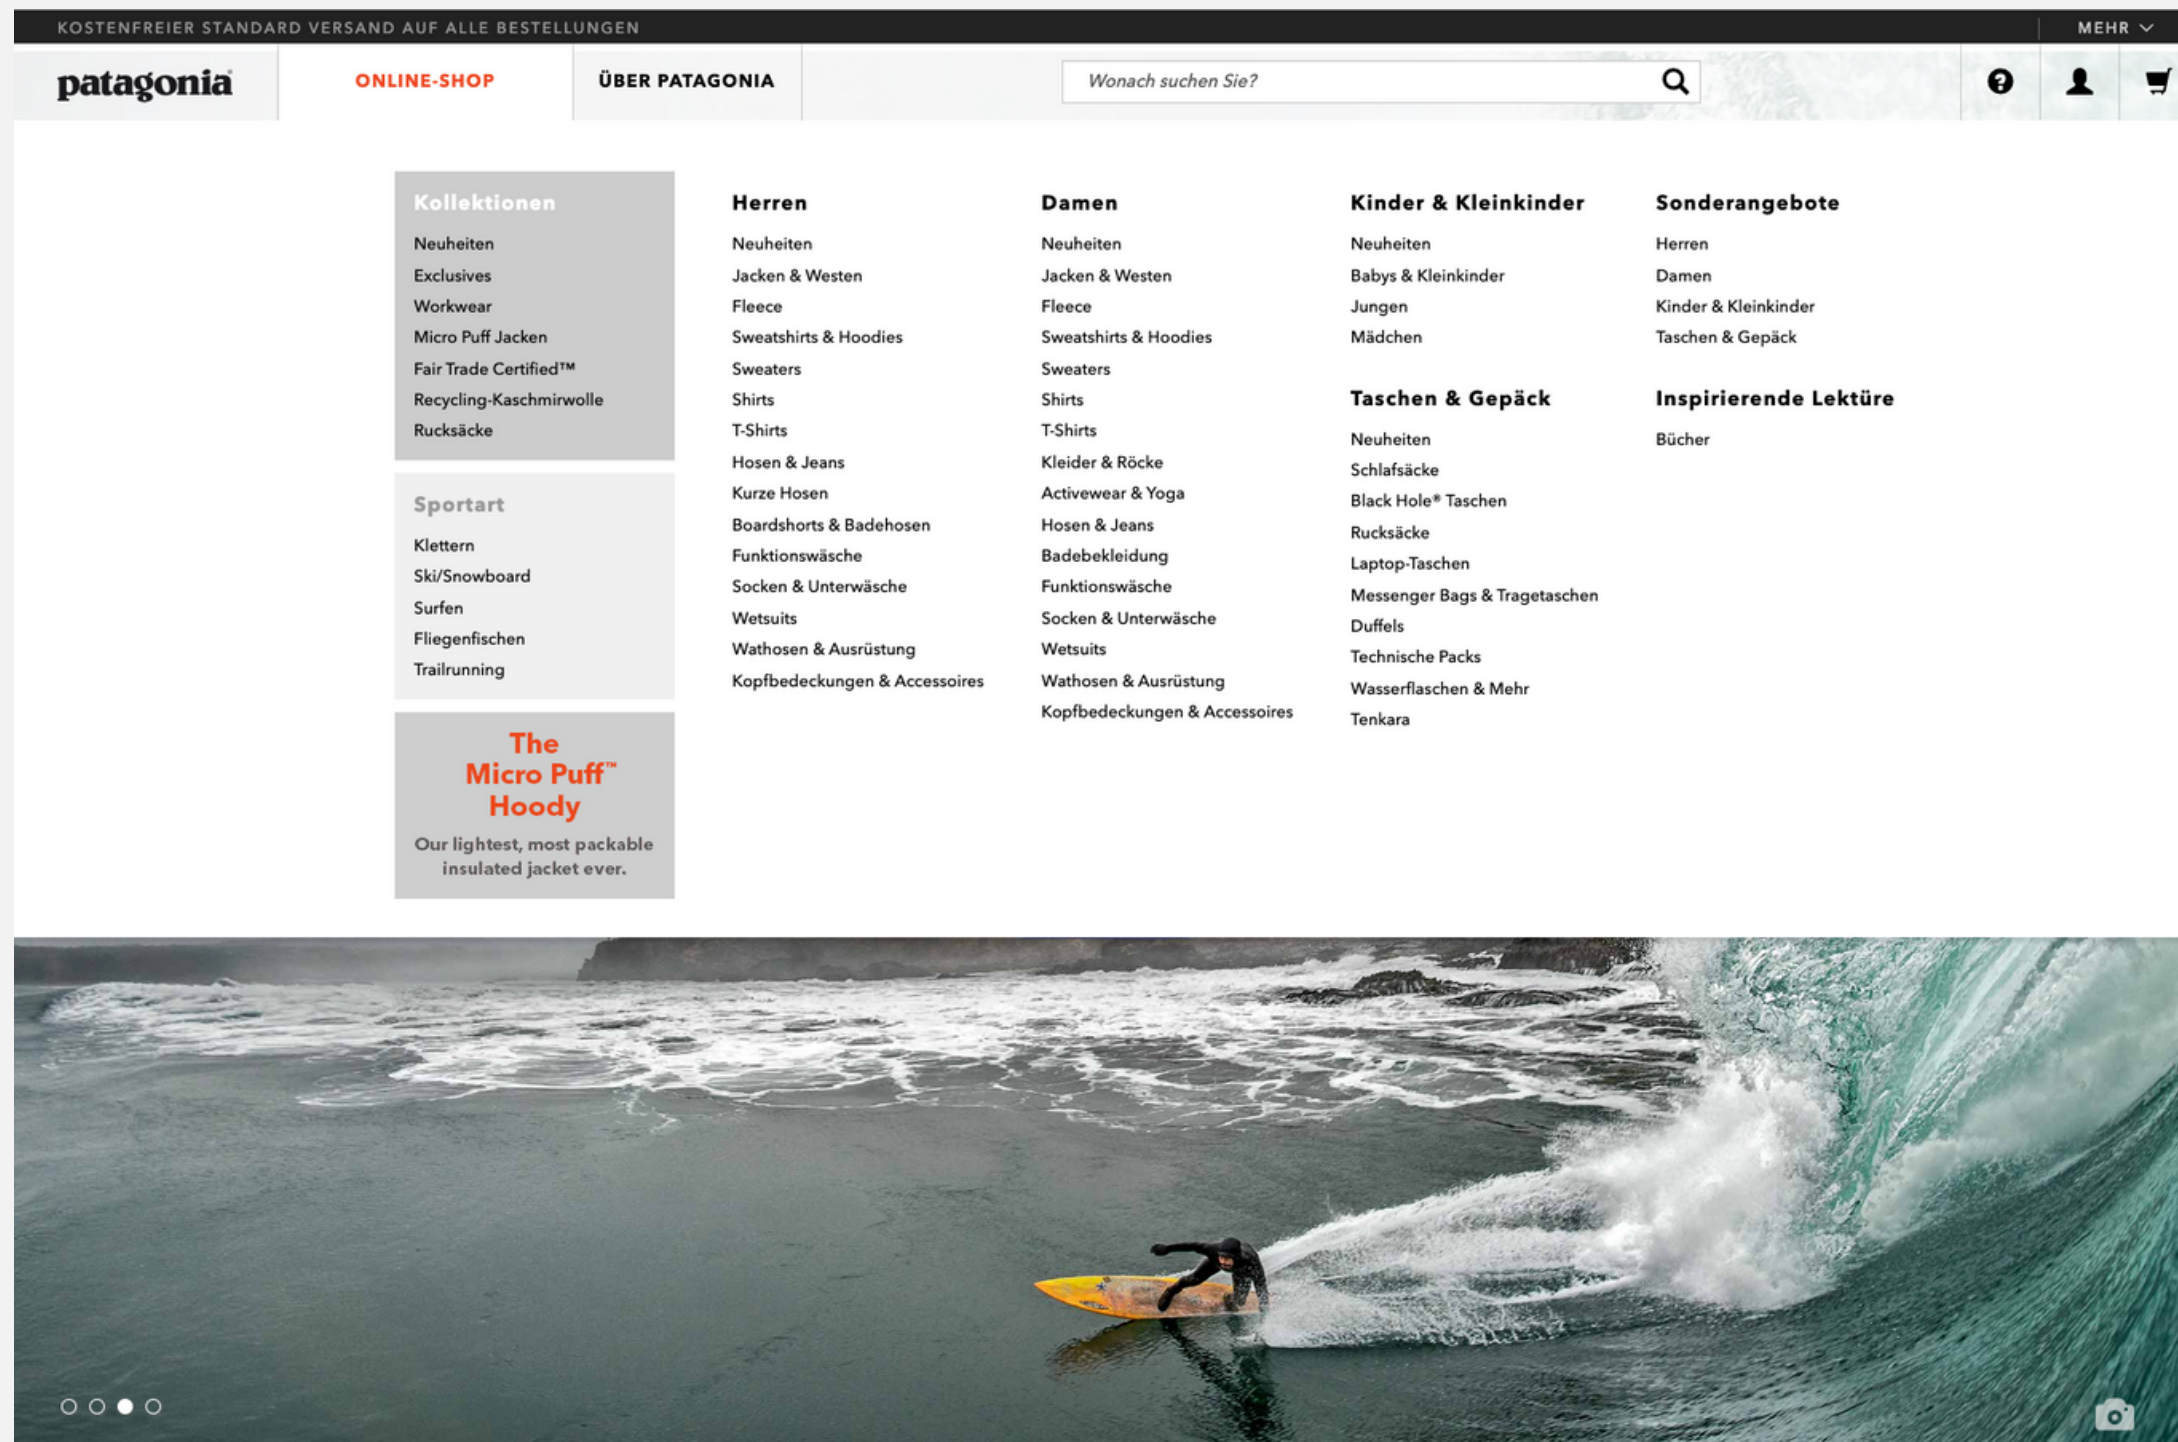 KOSTENFREIER STANDARD VERSAND AUF ALLE BESTELLUNGEN
MEHR
patagonia
ONLINE-SHOP
ÜBER PATAGONIA
Wonach suchen Sie?
Kollektionen
Neuheiten
Exclusives
Workwear
Micro Puff Jacken
Fair Trade Certified™
Recycling-Kaschmirwolle
Rucksäcke
Sportart
Klettern
Ski/Snowboard
Surfen
Fliegenfischen
Trailrunning
The
Micro Puff™
Hoody
Our lightest, most packable
insulated jacket ever.
Herren
Neuheiten
Jacken & Westen
Fleece
Sweatshirts & Hoodies
Sweaters
Shirts
T-Shirts
Hosen & Jeans
Kurze Hosen
Boardshorts & Badehosen
Funktionswäsche
Socken & Unterwäsche
Wetsuits
Wathosen & Ausrüstung
Kopfbedeckungen & Accessoires
Damen
Neuheiten
Jacken & Westen
Fleece
Sweatshirts & Hoodies
Sweaters
Shirts
T-Shirts
Kleider & Röcke
Activewear & Yoga
Hosen & Jeans
Badebekleidung
Funktionswäsche
Socken & Unterwäsche
Wetsuits
Wathosen & Ausrüstung
Kopfbedeckungen & Accessoires
Kinder & Kleinkinder
Neuheiten
Babys & Kleinkinder
Jungen
Mädchen
Taschen & Gepäck
Neuheiten
Schlafsäcke
Black Hole® Taschen
Rucksäcke
Laptop-Taschen
Messenger Bags & Tragetaschen
Duffels
Technische Packs
Wasserflaschen & Mehr
Tenkara
Sonderangebote
Herren
Damen
Kinder & Kleinkinder
Taschen & Gepäck
Inspirierende Lektüre
Bücher